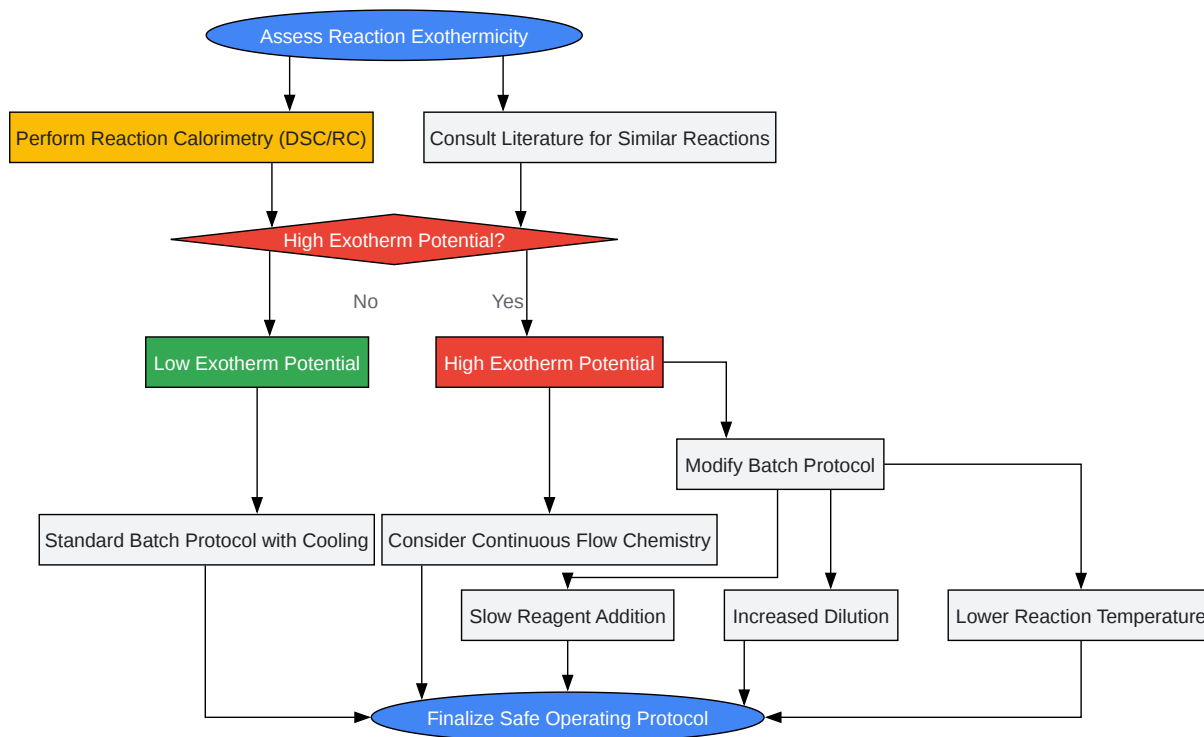 Assess Reaction Exothermicity
Perform Reaction Calorimetry (DSC/RC)
Consult Literature for Similar Reactions
High Exotherm Potential?
No
Yes
Low Exotherm Potential
High Exotherm Potential
Modify Batch Protocol
Standard Batch Protocol with Cooling
Consider Continuous Flow Chemistry
Slow Reagent Addition
Increased Dilution
Lower Reaction Temperature
Finalize Safe Operating Protocol